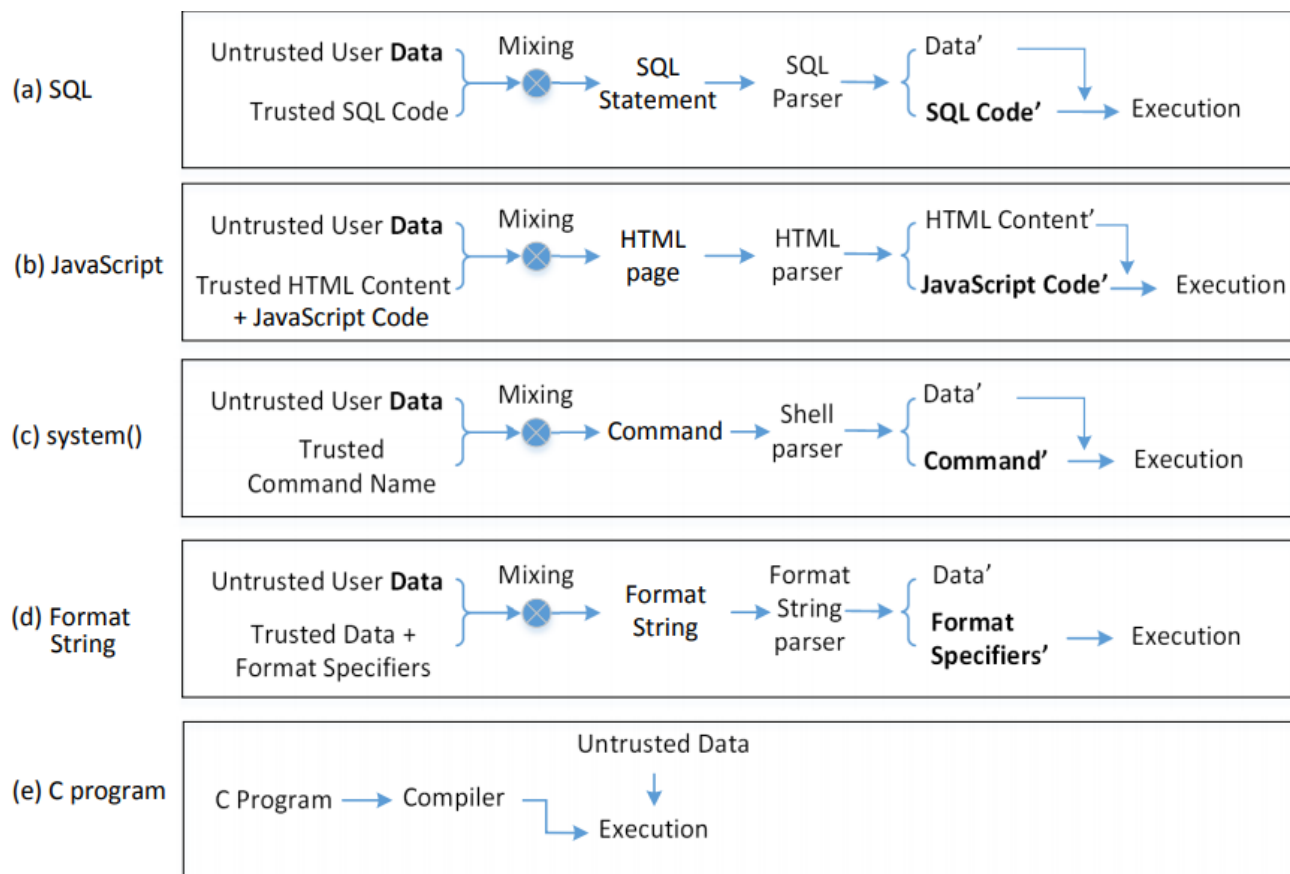 (a) SQL
Untrusted User Data
Trusted SQL Code
Mixing
SQL
Statement
SQL
Parser
Data’
SQL Code’
Execution
(b) JavaScript
Untrusted User Data
Trusted HTML Content
+ JavaScript Code
Mixing
HTML
page
HTML
parser
HTML Content’
JavaScript Code’
Execution
(c) system()
Untrusted User Data
Trusted
Command Name
Mixing
Command
Shell
parser
Data’
Command’
Execution
(d) Format
String
Untrusted User Data
Trusted Data +
Format Specifiers
Mixing
Format
String
Format
String
parser
Data’
Format
Specifiers’
Execution
(e) C program
C Program
Compiler
Untrusted Data
Execution